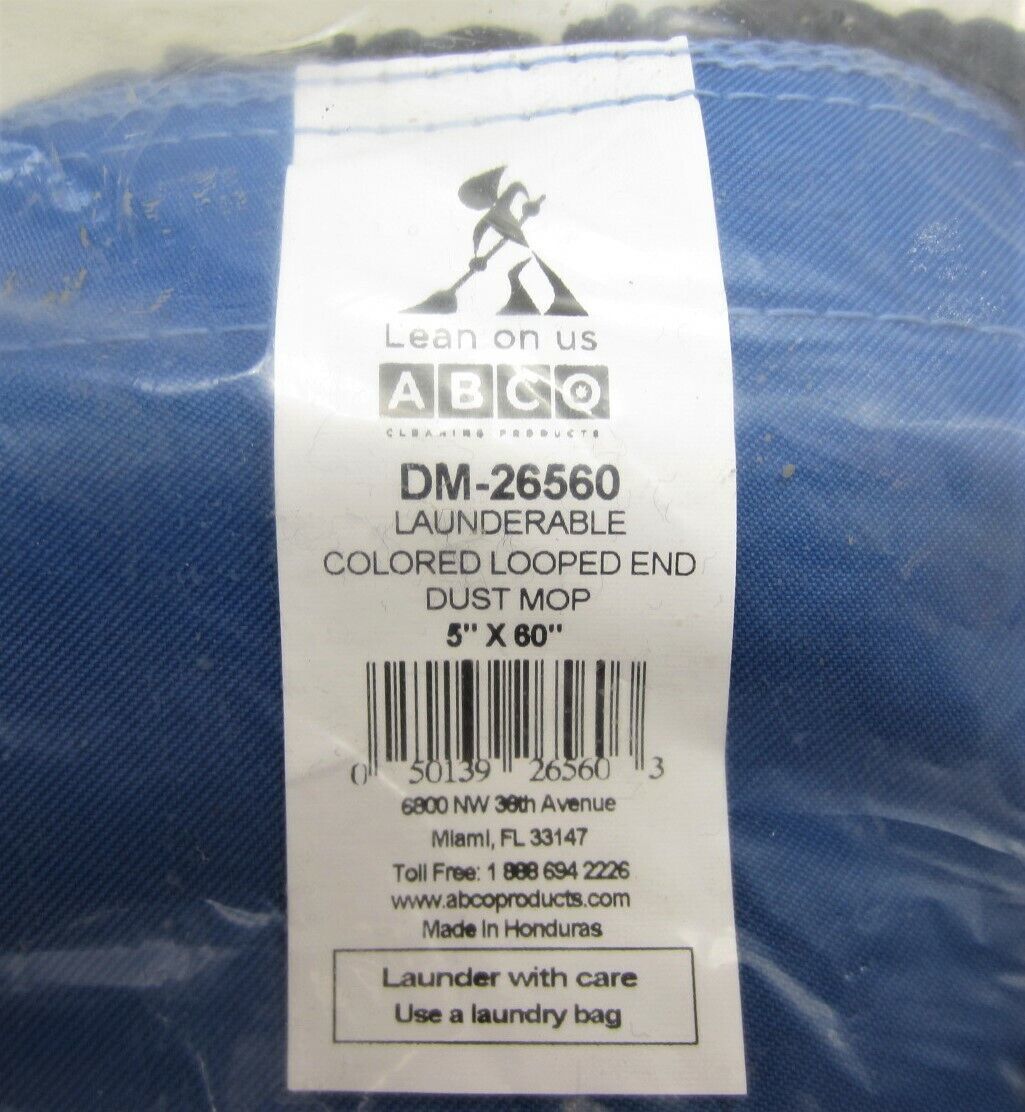 Lean on us
ABCO
CLEANING PRODUCTS
DM-26560
LAUNDERABLE
COLORED LOOPED END
DUST MOP
5" X 60"
0 50139 26560 3
6800 NW 36th Avenue
Miami, FL 33147
Toll Free: 1 888 694 2226
www.abcoproducts.com
Made In Honduras
Launder with care
Use a laundry bag